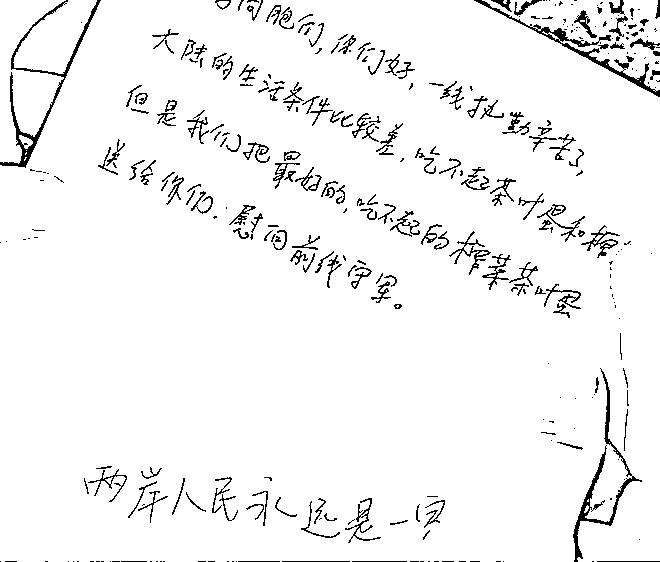 同胞们,你们好,一线执勤辛苦了,
大陆的生活条件比较差,吃不起茶叶蛋和榨
但是我们把最好的,吃不起的榨菜茶叶蛋
送给你们.慰问前线守军。
两岸人民永远是一家